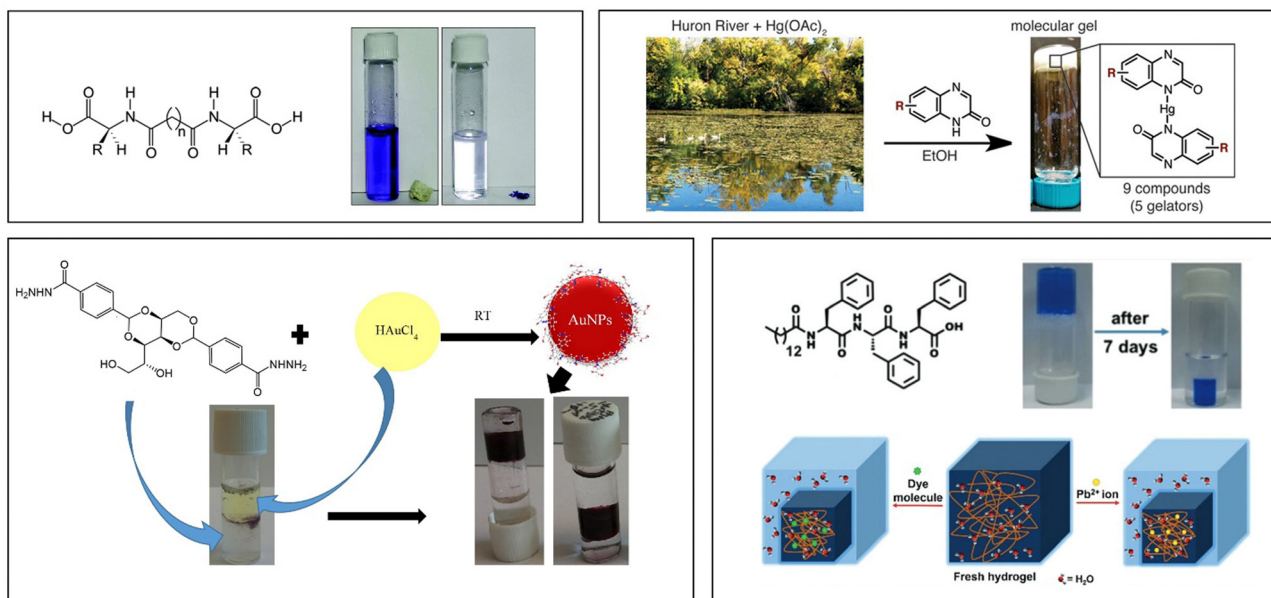 O
H
O
H
N
H
R
O
n
O
N
H
H
R
O
O
H
Huron River + Hg(OAc)2
molecular gel
R
N
N
H
O
EtOH
R
N
N
O
Hg
N
O
N
R
9 compounds
(5 gelators)
O
H2NHN
O
O
O
O
HO
OH
O
NHNH2
+
HAuCl4
RT
AuNPs
O
12
N
H
O
H
N
O
N
H
O
OH
after
7 days
Dye
molecule
Pb2+ ion
Fresh hydrogel
= H2O